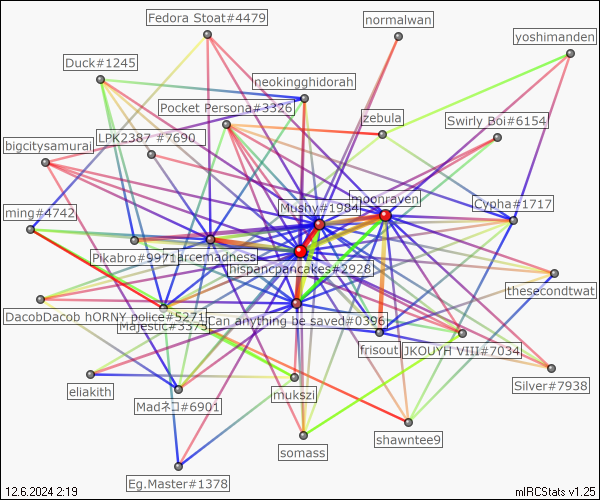 Fedora Stoat#4479
normalwan
yoshimanden
Duck#1245
neokingghidorah
Pocket Persona#3326
zebula
Swirly Boi#6154
LPK2387 #7690
bigcitysamurai
moonraven
Mushy#1984
Cypha#1717
ming#4742
Pikabro#9971
arcemadness
hispancpancakes#2928
thesecondtwat
DacobDacob hORNY police#5271
Can anything be saved#0396
Majestic#3373
frisout
JKOUYH VIII#7034
Silver#7938
eliakith
Madネコ#6901
mukszi
shawntee9
somass
Eg.Master#1378
12.6.2024 2:19
mIRCStats v1.25